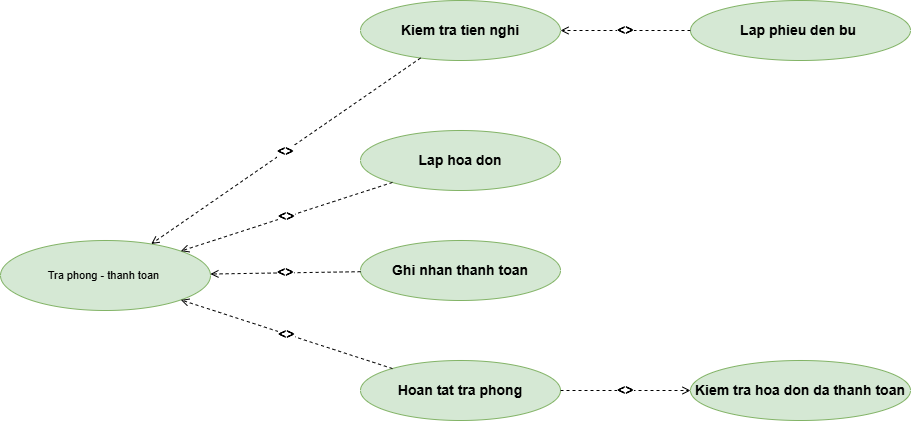 Kiem tra tien nghi
<>
Lap phieu den bu
<>
Lap hoa don
<>
Tra phong - thanh toan
<>
Ghi nhan thanh toan
<>
Hoan tat tra phong
<>
Kiem tra hoa don da thanh toan